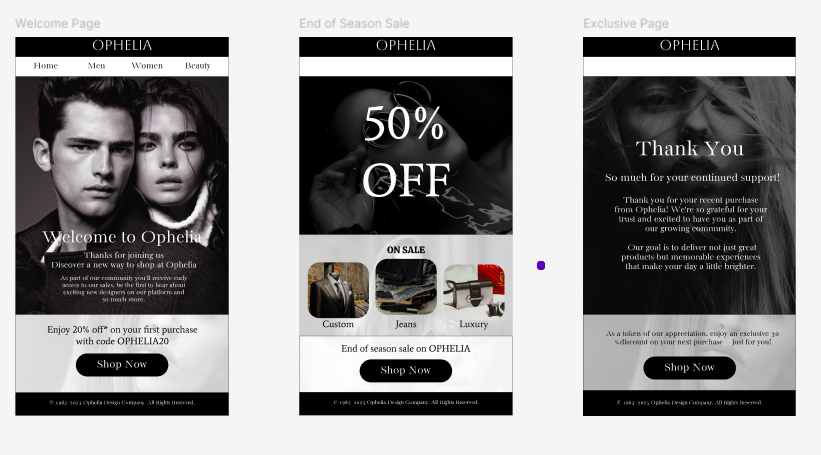 Welcome Page
OPHELIA
Home Men Women Beauty
Welcome to Ophelia
Thanks for joining us
Discover a new way to shop at Ophelia
As part of our community you'll receive early
access to our sales, be the first to hear about
exciting new designers on our platform and
so much more.
Enjoy 20% off* on your first purchase
with code OPHELIA20
Shop Now
© 1965-2025 Ophelia Design Company. All Rights Reserved.
End of Season Sale
OPHELIA
50%
OFF
ON SALE
Custom Jeans Luxury
End of season sale on OPHELIA
Shop Now
© 1965-2025 Ophelia Design Company. All Rights Reserved.
Exclusive Page
OPHELIA
Thank You
So much for your continued support!
Thank you for your recent purchase
from Ophelia! We're so grateful for your
trust and excited to have you as part of
our growing community.
Our goal is to deliver not just great
products but memorable experiences
that make your day a little brighter.
As a token of our appreciation, enjoy an exclusive 30
% discount on your next purchase – just for you!
Shop Now
© 1965-2025 Ophelia Design Company. All Rights Reserved.